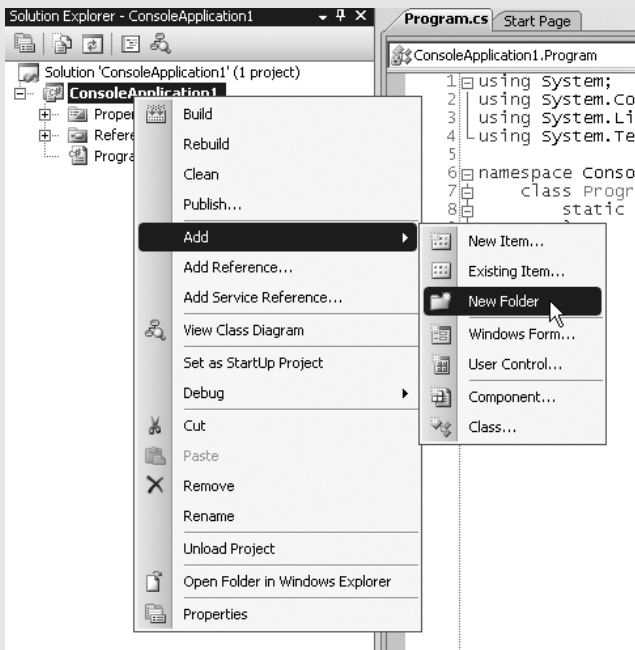 Solution Explorer - ConsoleApplication1
Program.cs
Start Page
ConsoleApplication1.Program
Solution 'ConsoleApplication1' (1 project)
ConsoleApplication1
Proper
Refere
Progra
1 using System;
2 using System.Co
3 using System.Li
4 using System.Te
5
6 namespace Conso
7 class Progr
8 static
Build
Rebuild
Clean
Publish...
Add
Add Reference...
Add Service Reference...
View Class Diagram
Set as StartUp Project
Debug
Cut
Paste
Remove
Rename
Unload Project
Open Folder in Windows Explorer
Properties
New Item...
Existing Item...
New Folder
Windows Form...
User Control...
Component...
Class...